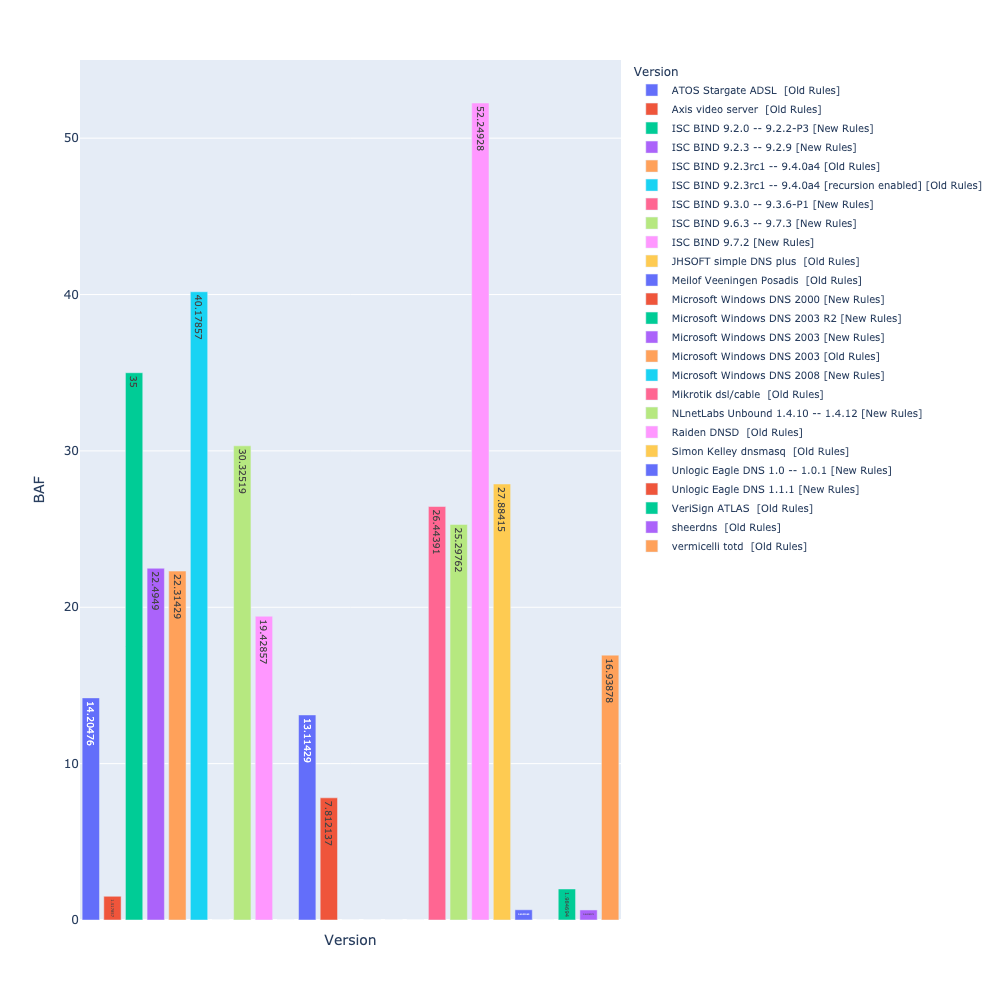 BAF
50
40
30
20
10
0
14.20476
35
22.4949
22.31429
40.17857
30.32519
19.42857
13.11429
7.812137
26.44391
25.29762
52.24928
27.88415
16.93878
Version
Version
ATOS Stargate ADSL  [Old Rules]
Axis video server  [Old Rules]
ISC BIND 9.2.0 -- 9.2.2-P3 [New Rules]
ISC BIND 9.2.3 -- 9.2.9 [New Rules]
ISC BIND 9.2.3rc1 -- 9.4.0a4 [Old Rules]
ISC BIND 9.2.3rc1 -- 9.4.0a4 [recursion enabled] [Old Rules]
ISC BIND 9.3.0 -- 9.3.6-P1 [New Rules]
ISC BIND 9.6.3 -- 9.7.3 [New Rules]
ISC BIND 9.7.2 [New Rules]
JHSOFT simple DNS plus  [Old Rules]
Meilof Veeningen Posadis  [Old Rules]
Microsoft Windows DNS 2000 [New Rules]
Microsoft Windows DNS 2003 R2 [New Rules]
Microsoft Windows DNS 2003 [New Rules]
Microsoft Windows DNS 2003 [Old Rules]
Microsoft Windows DNS 2008 [New Rules]
Mikrotik dsl/cable  [Old Rules]
NLnetLabs Unbound 1.4.10 -- 1.4.12 [New Rules]
Raiden DNSD  [Old Rules]
Simon Kelley dnsmasq  [Old Rules]
Unlogic Eagle DNS 1.0 -- 1.0.1 [New Rules]
Unlogic Eagle DNS 1.1.1 [New Rules]
VeriSign ATLAS  [Old Rules]
sheerdns  [Old Rules]
vermicelli totd  [Old Rules]